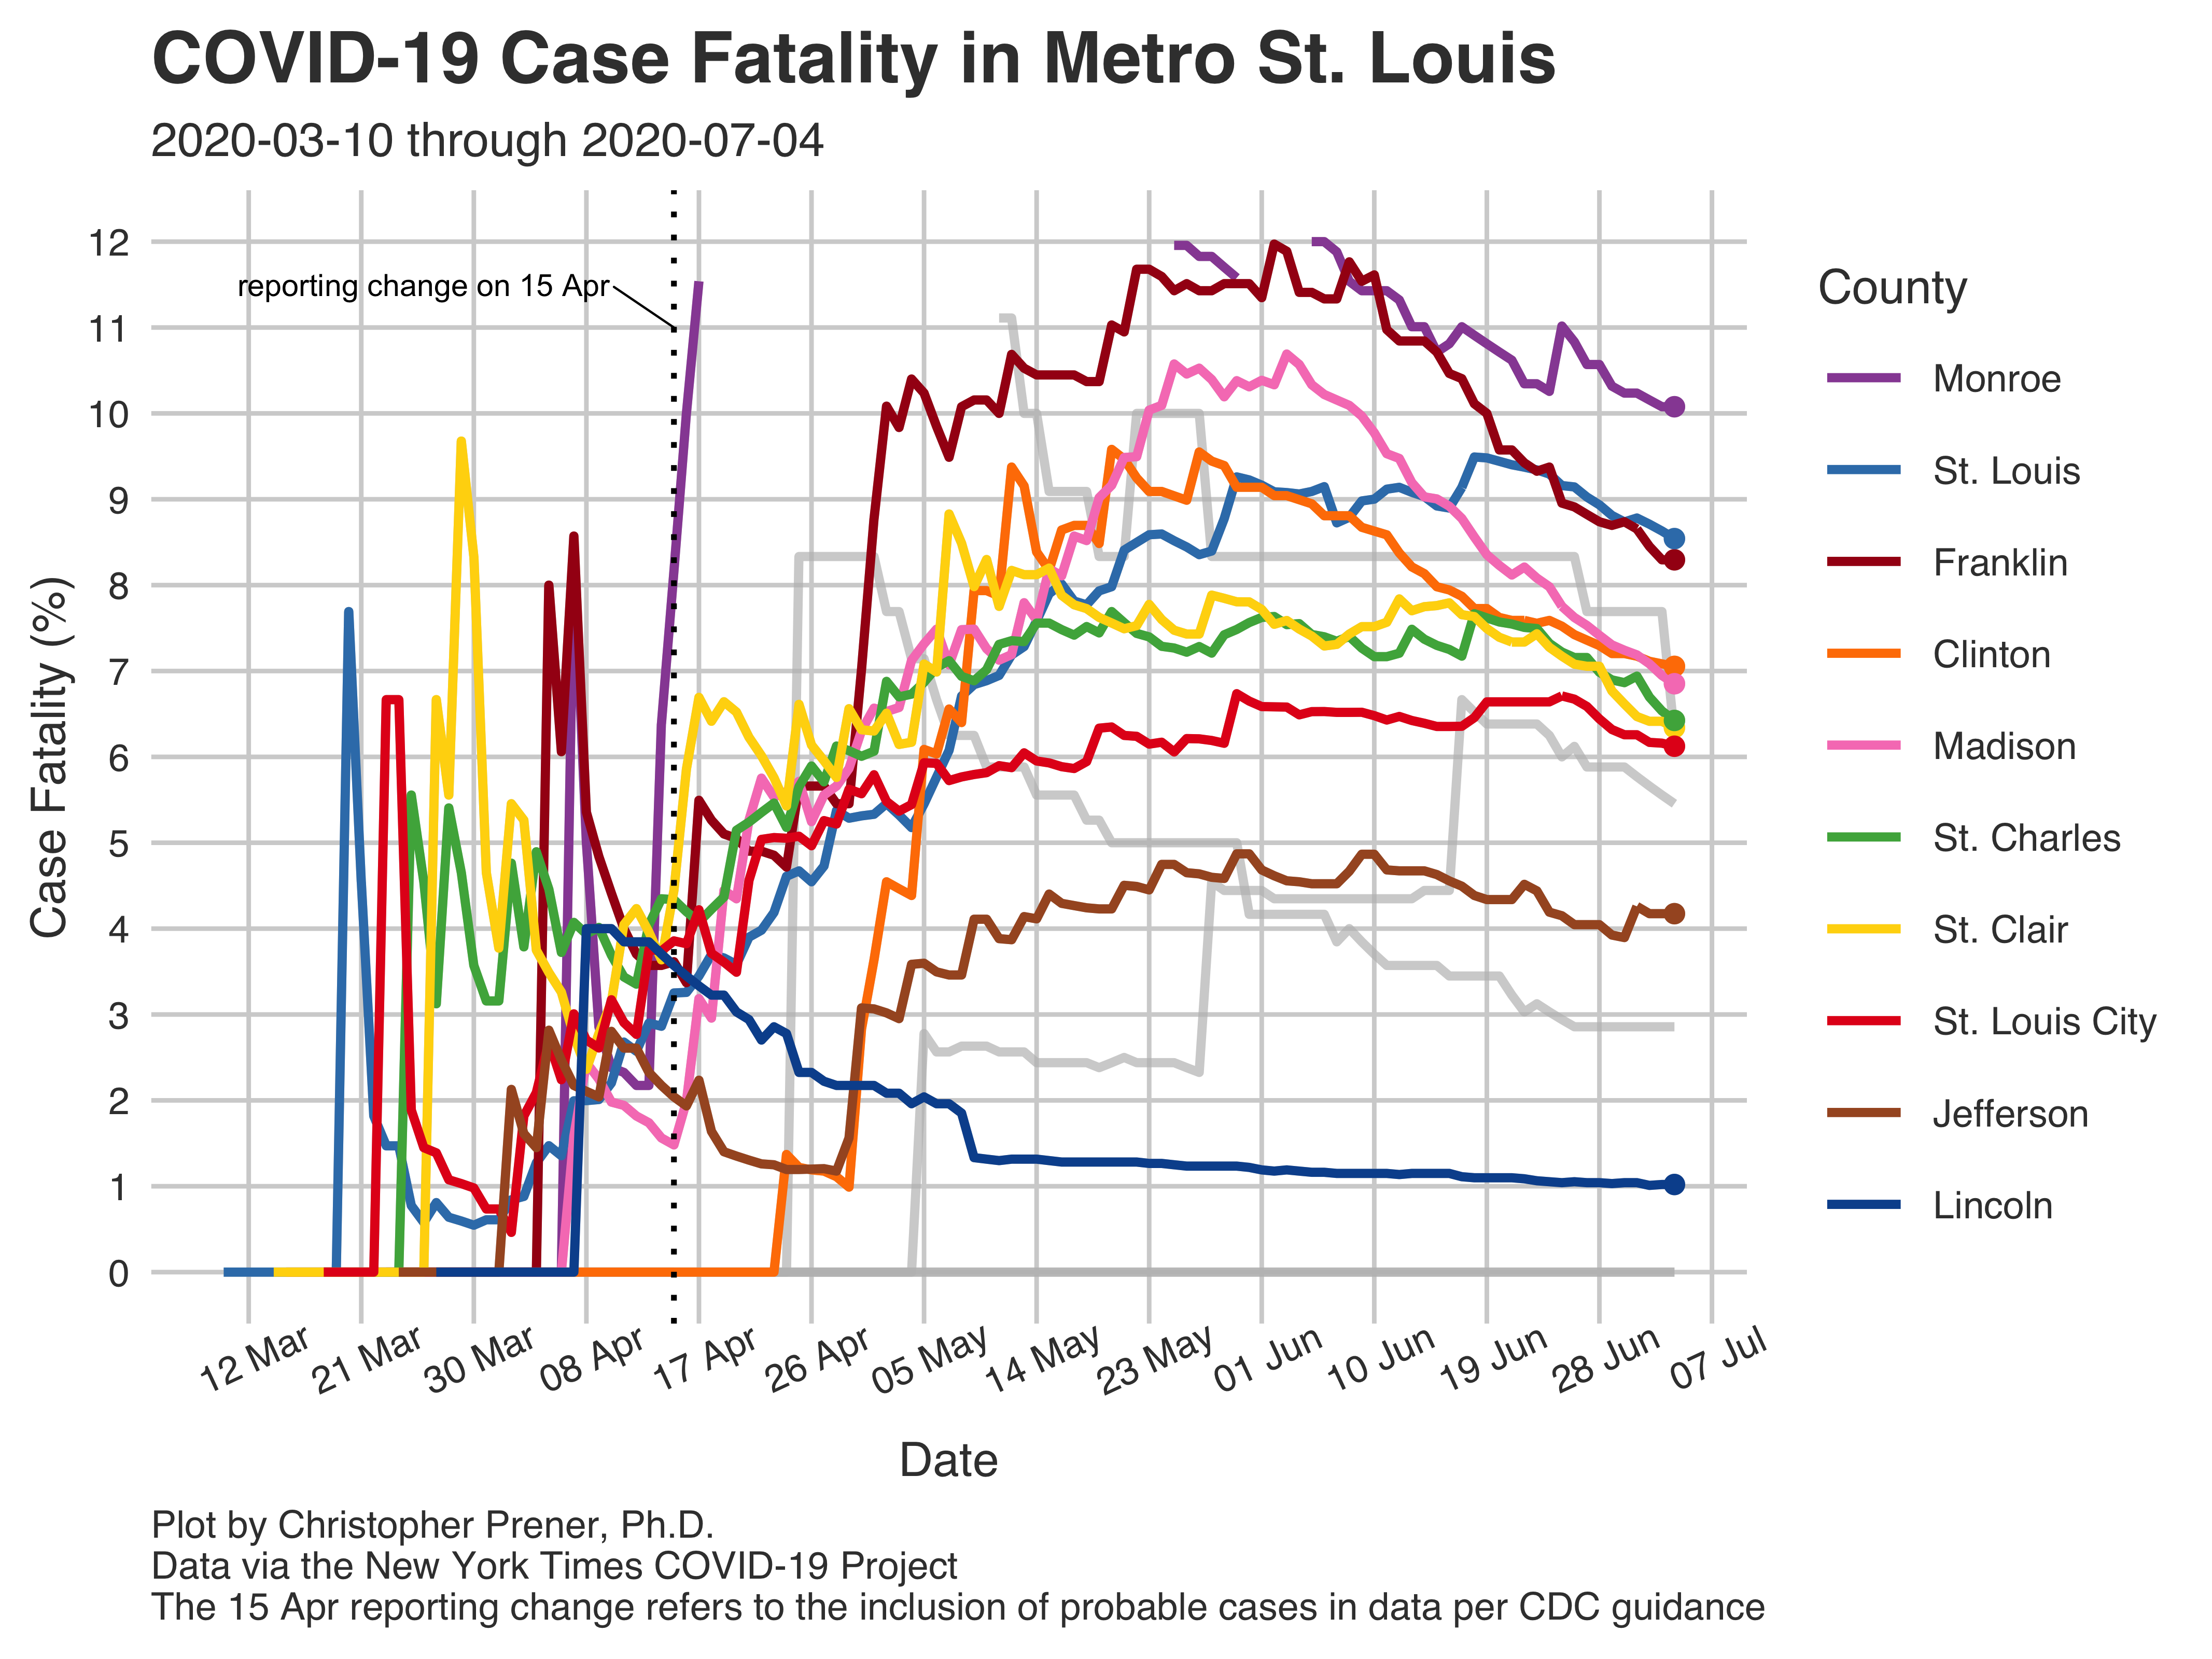 COVID-19 Case Fatality in Metro St. Louis
2020-03-10 through 2020-07-04
12
11
10
9
8
7
6
5
4
3
2
1
0
Case Fatality (%)
reporting change on 15 Apr
12 Mar
21 Mar
30 Mar
08 Apr
17 Apr
26 Apr
05 May
14 May
23 May
01 Jun
10 Jun
19 Jun
28 Jun
07 Jul
Date
County
Monroe
St. Louis
Franklin
Clinton
Madison
St. Charles
St. Clair
St. Louis City
Jefferson
Lincoln
Plot by Christopher Prener, Ph.D.
Data via the New York Times COVID-19 Project
The 15 Apr reporting change refers to the inclusion of probable cases in data per CDC guidance